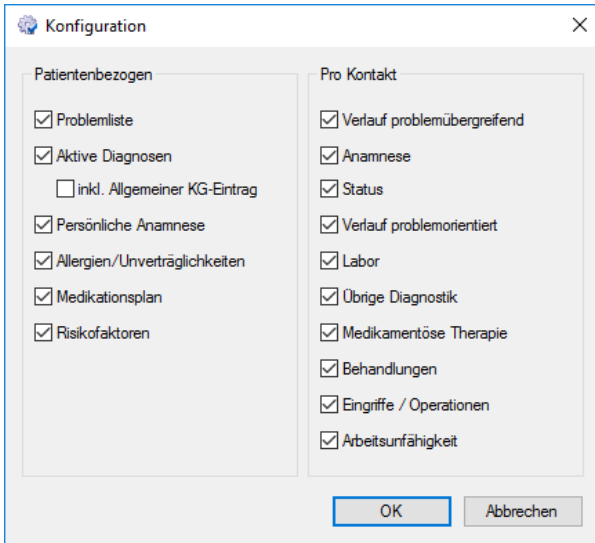 Konfiguration
Patientenbezogen
Problemliste
Aktive Diagnosen
inkl. Allgemeiner KG-Eintrag
Persönliche Anamnese
Allergien/Unverträglichkeiten
Medikationsplan
Risikofaktoren
Pro Kontakt
Verlauf problemübergreifend
Anamnese
Status
Verlauf problemorientiert
Labor
Übrige Diagnostik
Medikamentöse Therapie
Behandlungen
Eingriffe / Operationen
Arbeitsunfähigkeit
OK
Abbrechen